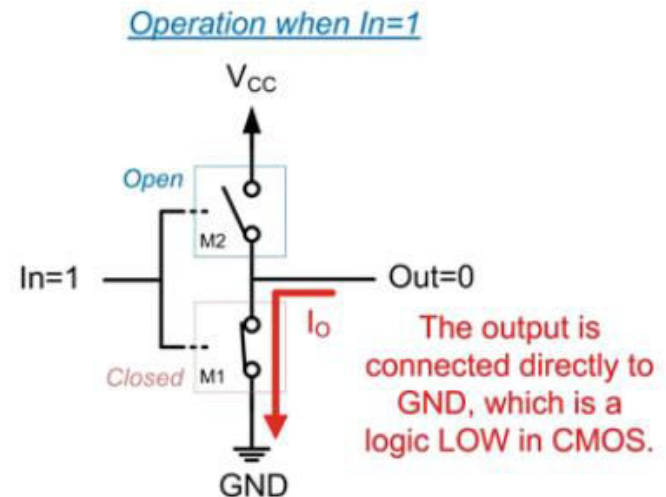 Operation when In=1
VCC
Open
M2
In=1
Out=0
IO
Closed
M1
The output is
connected directly to
GND, which is a
logic LOW in CMOS.
GND